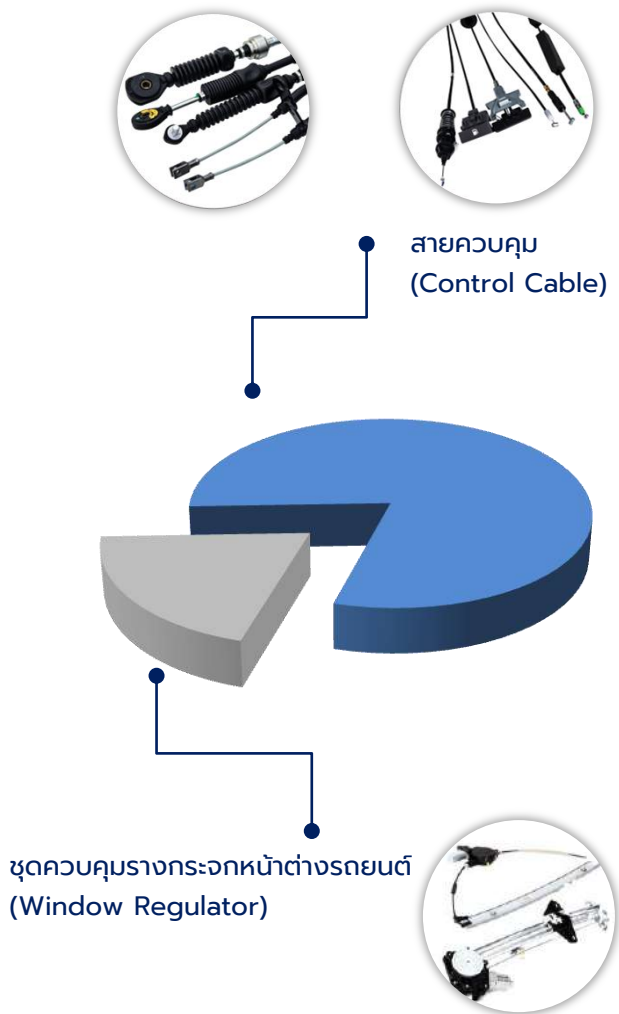 สายควบคุม
(Control Cable)
ชุดควบคุมรางกระจกหน้าต่างรถยนต์
(Window Regulator)